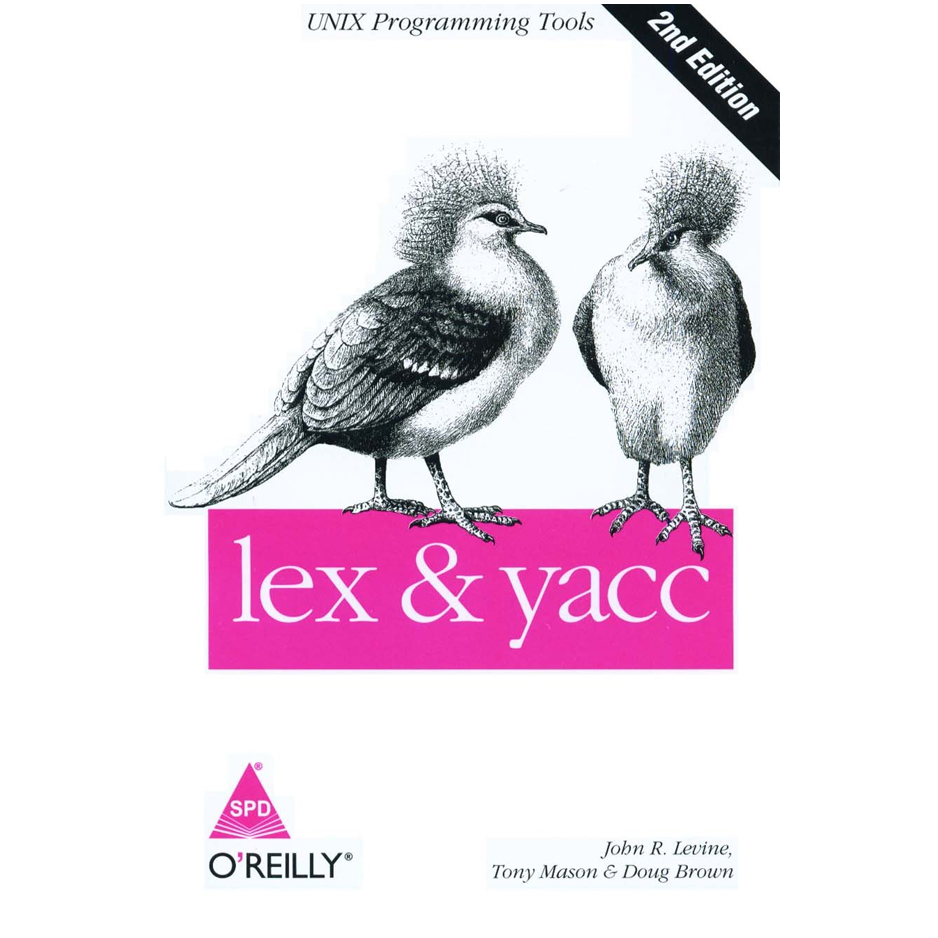 UNIX Programming Tools
2nd Edition
lex & yacc
SPD®
O'REILLY®
John R. Levine,
Tony Mason & Doug Brown